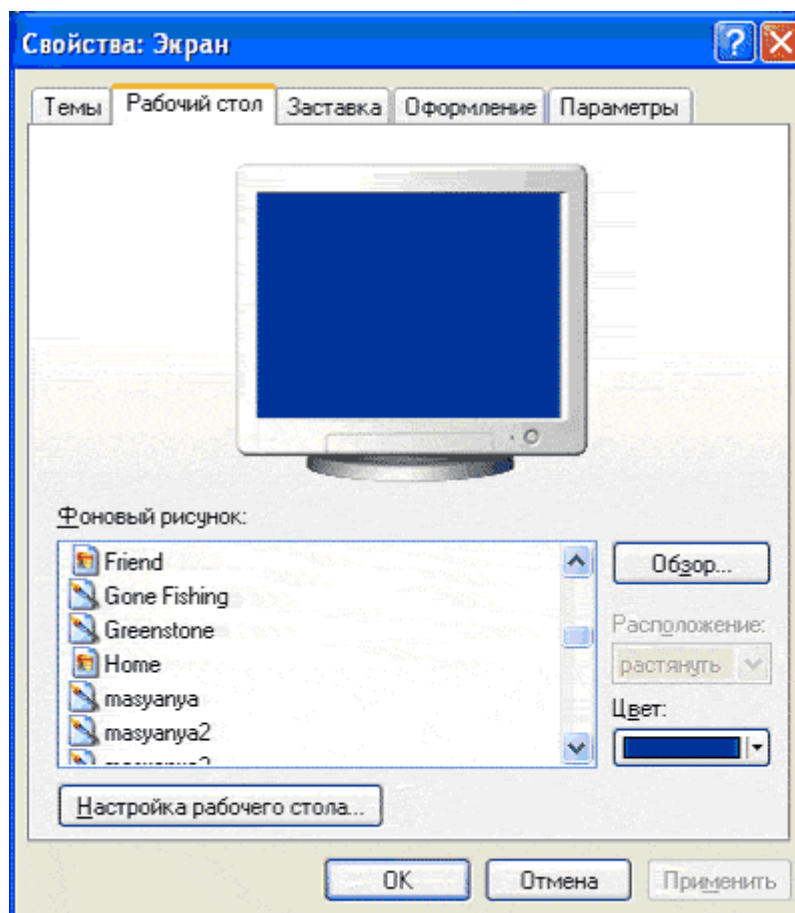 Свойства: Экран
Темы Рабочий стол Заставка Оформление Параметры
Фоновый рисунок:
Friend
Gone Fishing
Greenstone
Home
masyanya
masyanya2
Обзор...
Расположение:
растянуть
Цвет:
Настройка рабочего стола...
OK Отмена Применить